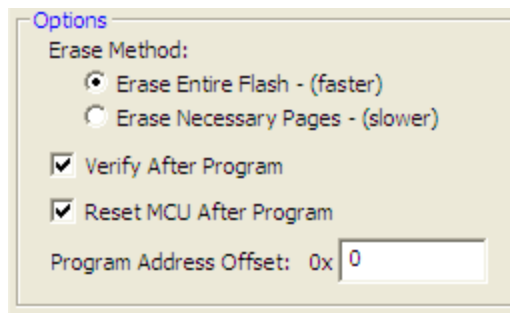 Options
Erase Method:
Erase Entire Flash - (faster)
Erase Necessary Pages - (slower)
Verify After Program
Reset MCU After Program
Program Address Offset: 0x 0